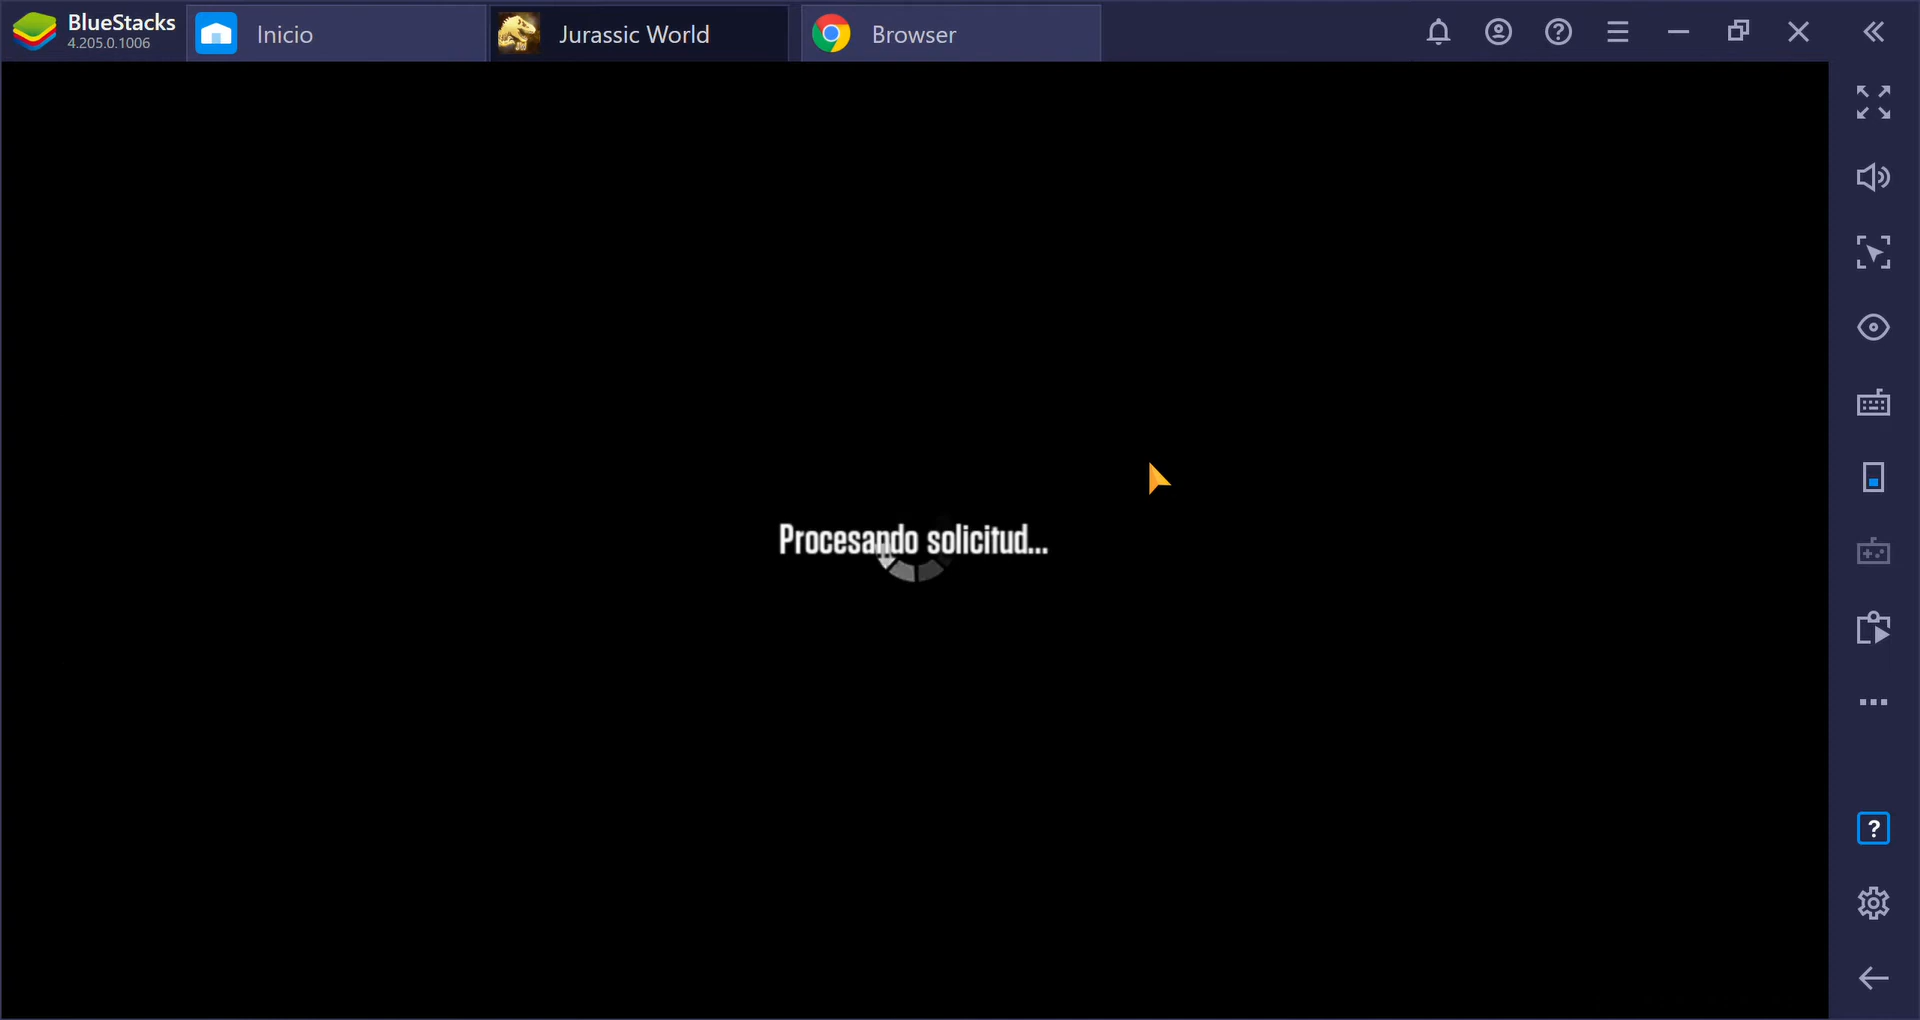 BlueStacks
4.205.0.1006
Inicio
Jurassic World
Browser
Procesando solicitud...